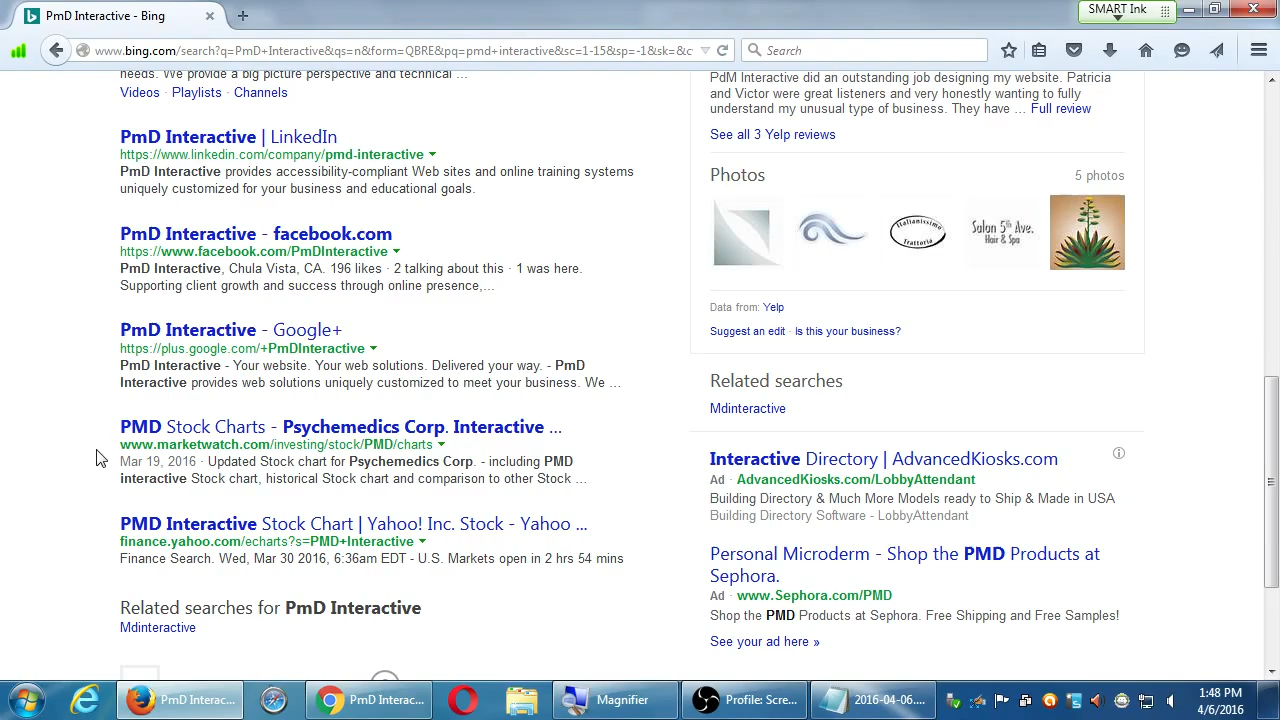 PmD Interactive - Bing
SMART Ink
www.bing.com/search?q=PmD+Interactive&qs=n&form=QBRE&pq=pmd+interactive&sc=1-15&sp=-1&sk=&c
Search
needs. We provide a big picture perspective and technical ...
Videos · Playlists · Channels
PmD Interactive | LinkedIn
https://www.linkedin.com/company/pmd-interactive
PmD Interactive provides accessibility-compliant Web sites and online training systems
uniquely customized for your business and educational goals.
PmD Interactive - facebook.com
https://www.facebook.com/PmDInteractive
PmD Interactive, Chula Vista, CA. 196 likes · 2 talking about this · 1 was here.
Supporting client growth and success through online presence,...
PmD Interactive - Google+
https://plus.google.com/+PmDInteractive
PmD Interactive - Your website. Your web solutions. Delivered your way. - PmD
Interactive provides web solutions uniquely customized to meet your business. We ...
PMD Stock Charts - Psychemedics Corp. Interactive ...
www.marketwatch.com/investing/stock/PMD/charts
Mar 19, 2016 · Updated Stock chart for Psychemedics Corp. - including PMD
interactive Stock chart, historical Stock chart and comparison to other Stock ...
PMD Interactive Stock Chart | Yahoo! Inc. Stock - Yahoo ...
finance.yahoo.com/echarts?s=PMD+Interactive
Finance Search. Wed, Mar 30 2016, 6:36am EDT - U.S. Markets open in 2 hrs 54 mins
Related searches for PmD Interactive
Mdinteractive
PdM Interactive did an outstanding job designing my website. Patricia
and Victor were great listeners and very honestly wanting to fully
understand my unusual type of business. They have ... Full review
See all 3 Yelp reviews
Photos
5 photos
Italianissimo
Trattoria
Salon 5th Ave.
Hair & Spa
Data from: Yelp
Suggest an edit · Is this your business?
Related searches
Mdinteractive
Interactive Directory | AdvancedKiosks.com
Ad · AdvancedKiosks.com/LobbyAttendant
Building Directory & Much More Models ready to Ship & Made in USA
Building Directory Software - LobbyAttendant
Personal Microderm - Shop the PMD Products at
Sephora.
Ad · www.Sephora.com/PMD
Shop the PMD Products at Sephora. Free Shipping and Free Samples!
See your ad here »
PmD Interac...
PmD Interac...
Magnifier
Profile: Scre...
2016-04-06....
1:48 PM
4/6/2016